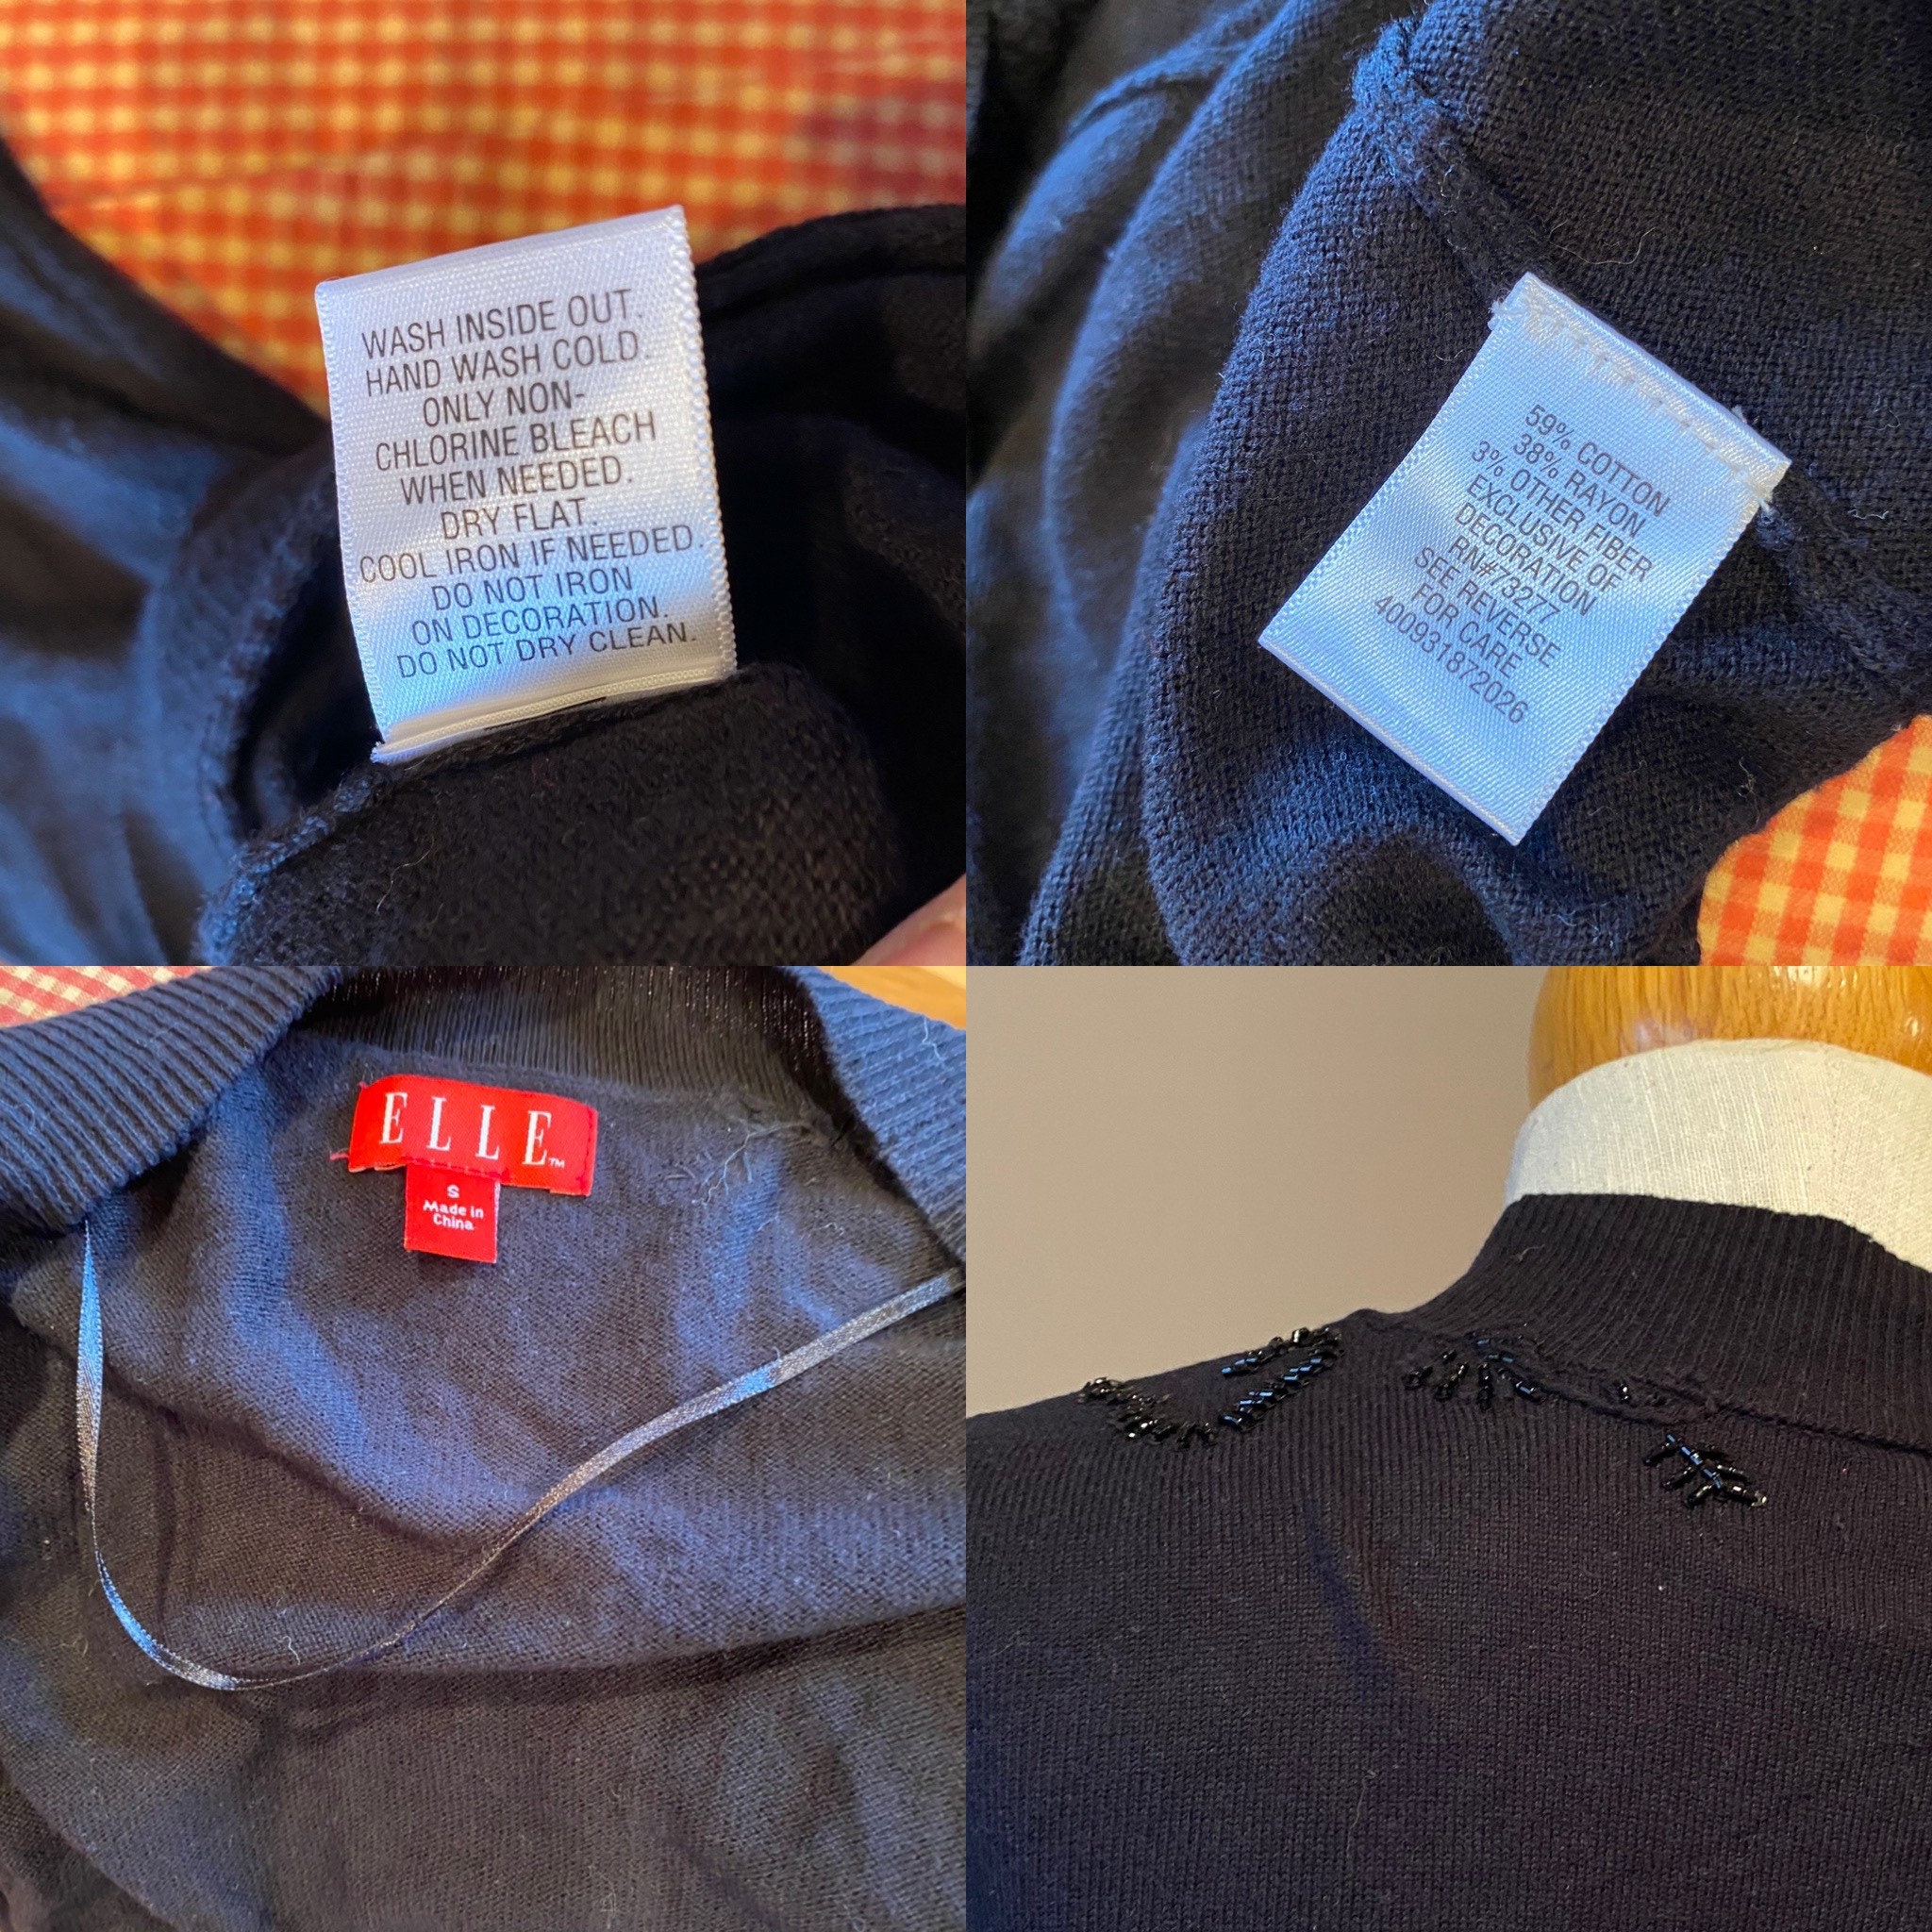 WASH INSIDE OUT.
HAND WASH COLD.
ONLY NON-
CHLORINE BLEACH
WHEN NEEDED.
DRY FLAT.
COOL IRON IF NEEDED.
DO NOT IRON
ON DECORATION.
DO NOT DRY CLEAN.
59% COTTON
38% RAYON
3% OTHER FIBER
EXCLUSIVE OF
DECORATION
RN#73277
SEE REVERSE
FOR CARE
400931872026
ELLE™
S
Made in
China